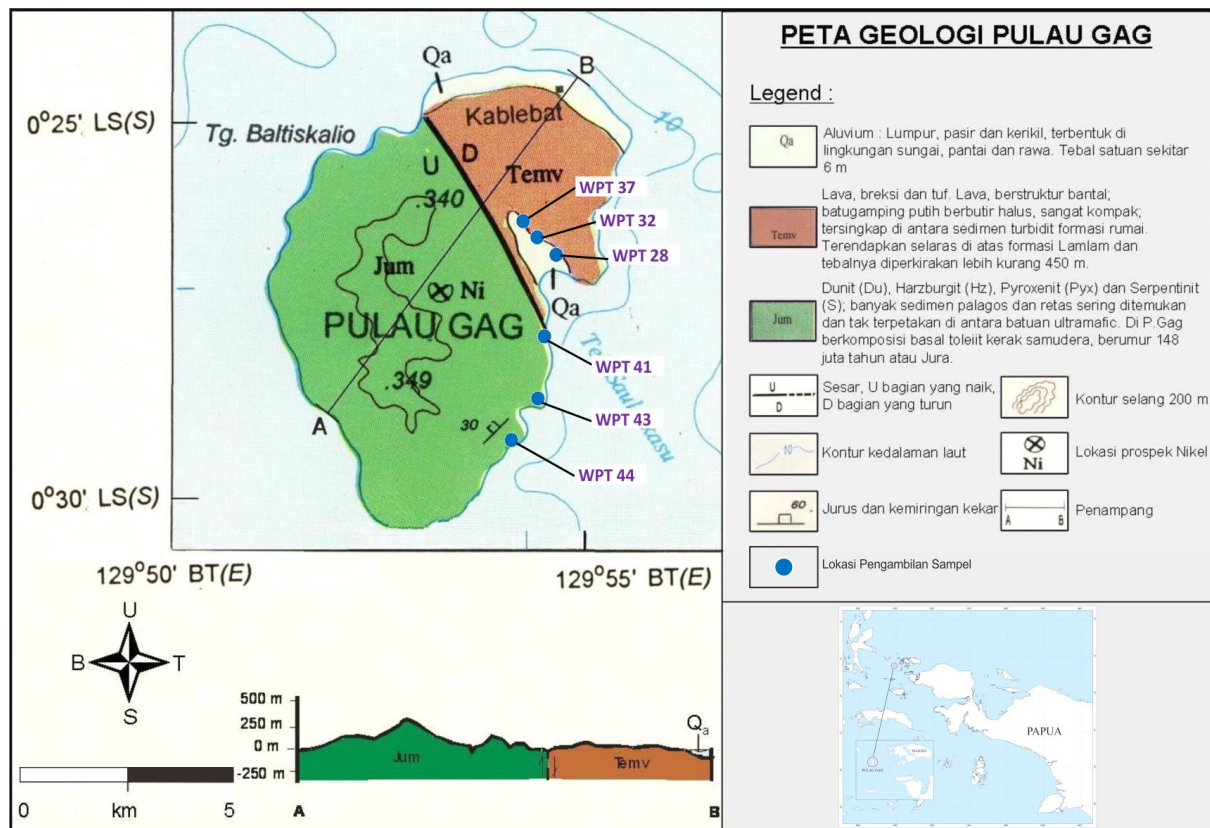 PETA GEOLOGI PULAU GAG
Legend :
Qa
Aluvium : Lumpur, pasir dan kerikil, terbentuk di
lingkungan sungai, pantai dan rawa. Tebal satuan sekitar
6 m
Temv
Lava, breksi dan tuf. Lava, berstruktur bantal;
batugamping putih berbutir halus, sangat kompak;
tersingkap di antara sedimen turbidit formasi rumai.
Terendapkan selaras di atas formasi Lamlam dan
tebalnya diperkirakan lebih kurang 450 m.
Jum
Dunit (Du), Harzburgit (Hz), Pyroxenit (Pyx) dan Serpentinit
(S); banyak sedimen palagos dan retas sering ditemukan
dan tak terpetakan di antara batuan ultramafic. Di P.Gag
berkomposisi basal toleiit kerak samudera, berumur 148
juta tahun atau Jura.
U
D
Sesar, U bagian yang naik,
D bagian yang turun
Kontur selang 200 m
10
Kontur kedalaman laut
Ni
Lokasi prospek Nikel
60
Jurus dan kemiringan kekar
A B
Penampang
Lokasi Pengambilan Sampel
Qa
B
0°25' LS(S)
Tg. Baltiskalio
Kablebat
10
U
D
Temv
WPT 37
.340
WPT 32
WPT 28
Jum
Ni
Qa
PULAU GAG
WPT 41
.349
WPT 43
A
30
WPT 44
0°30' LS(S)
129°50' BT(E)
129°55' BT(E)
U
B T
S
500 m
250 m
0 m
-250 m
Jum
Temv
Qa
A
B
0 km 5
PAPUA